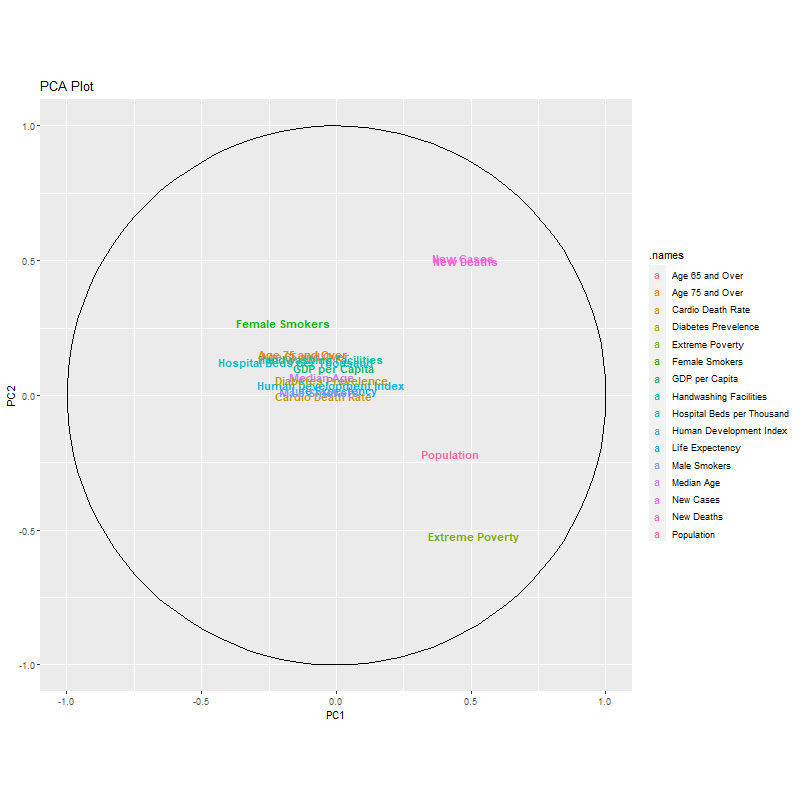 PCA Plot
1.0
0.5
0.0
-0.5
-1.0
PC2
New Cases
New Deaths
Female Smokers
Age 75 and Over
Handwashing Facilities
Hospital Beds per Thousand
GDP per Capita
Median Age
Diabetes Prevelence
Human Development Index
Life Expectency
Male Smokers
Cardio Death Rate
Population
Extreme Poverty
-1.0 -0.5 0.0 0.5 1.0
PC1
.names
a Age 65 and Over
a Age 75 and Over
a Cardio Death Rate
a Diabetes Prevelence
a Extreme Poverty
a Female Smokers
a GDP per Capita
a Handwashing Facilities
a Hospital Beds per Thousand
a Human Development Index
a Life Expectency
a Male Smokers
a Median Age
a New Cases
a New Deaths
a Population